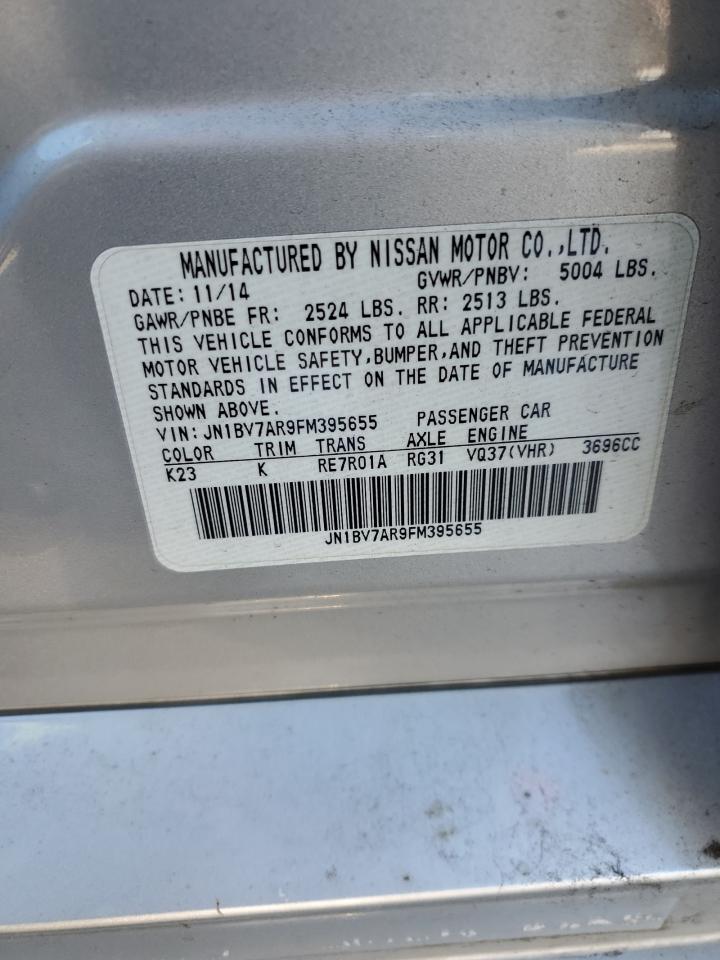 MANUFACTURED BY NISSAN MOTOR CO.,LTD.
DATE: 11/14 GVWR/PNBV: 5004 LBS.
GAWR/PNBE FR: 2524 LBS. RR: 2513 LBS.
THIS VEHICLE CONFORMS TO ALL APPLICABLE FEDERAL
MOTOR VEHICLE SAFETY,BUMPER,AND THEFT PREVENTION
STANDARDS IN EFFECT ON THE DATE OF MANUFACTURE
SHOWN ABOVE.
VIN: JN1BV7AR9FM395655 PASSENGER CAR
COLOR TRIM TRANS AXLE ENGINE
K23 K RE7R01A RG31 VQ37(VHR) 3696CC
JN1BV7AR9FM395655